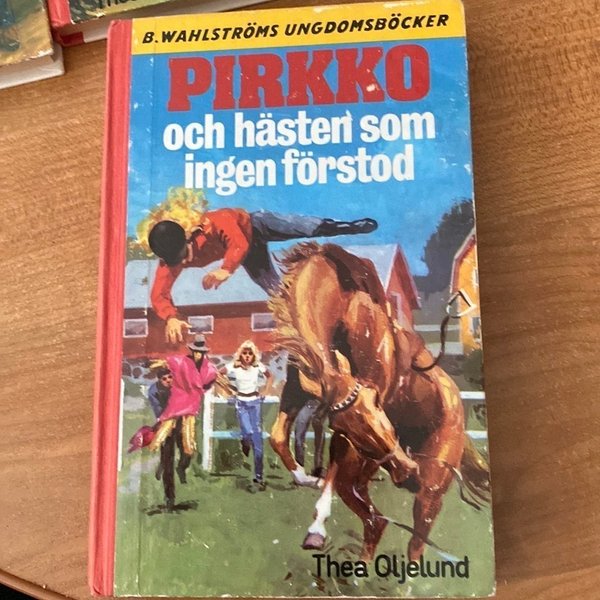 B. WAHLSTRÖMS UNGDOMSBÖCKER
PIRKKO
och hästen som
ingen förstod
Thea Oljelund